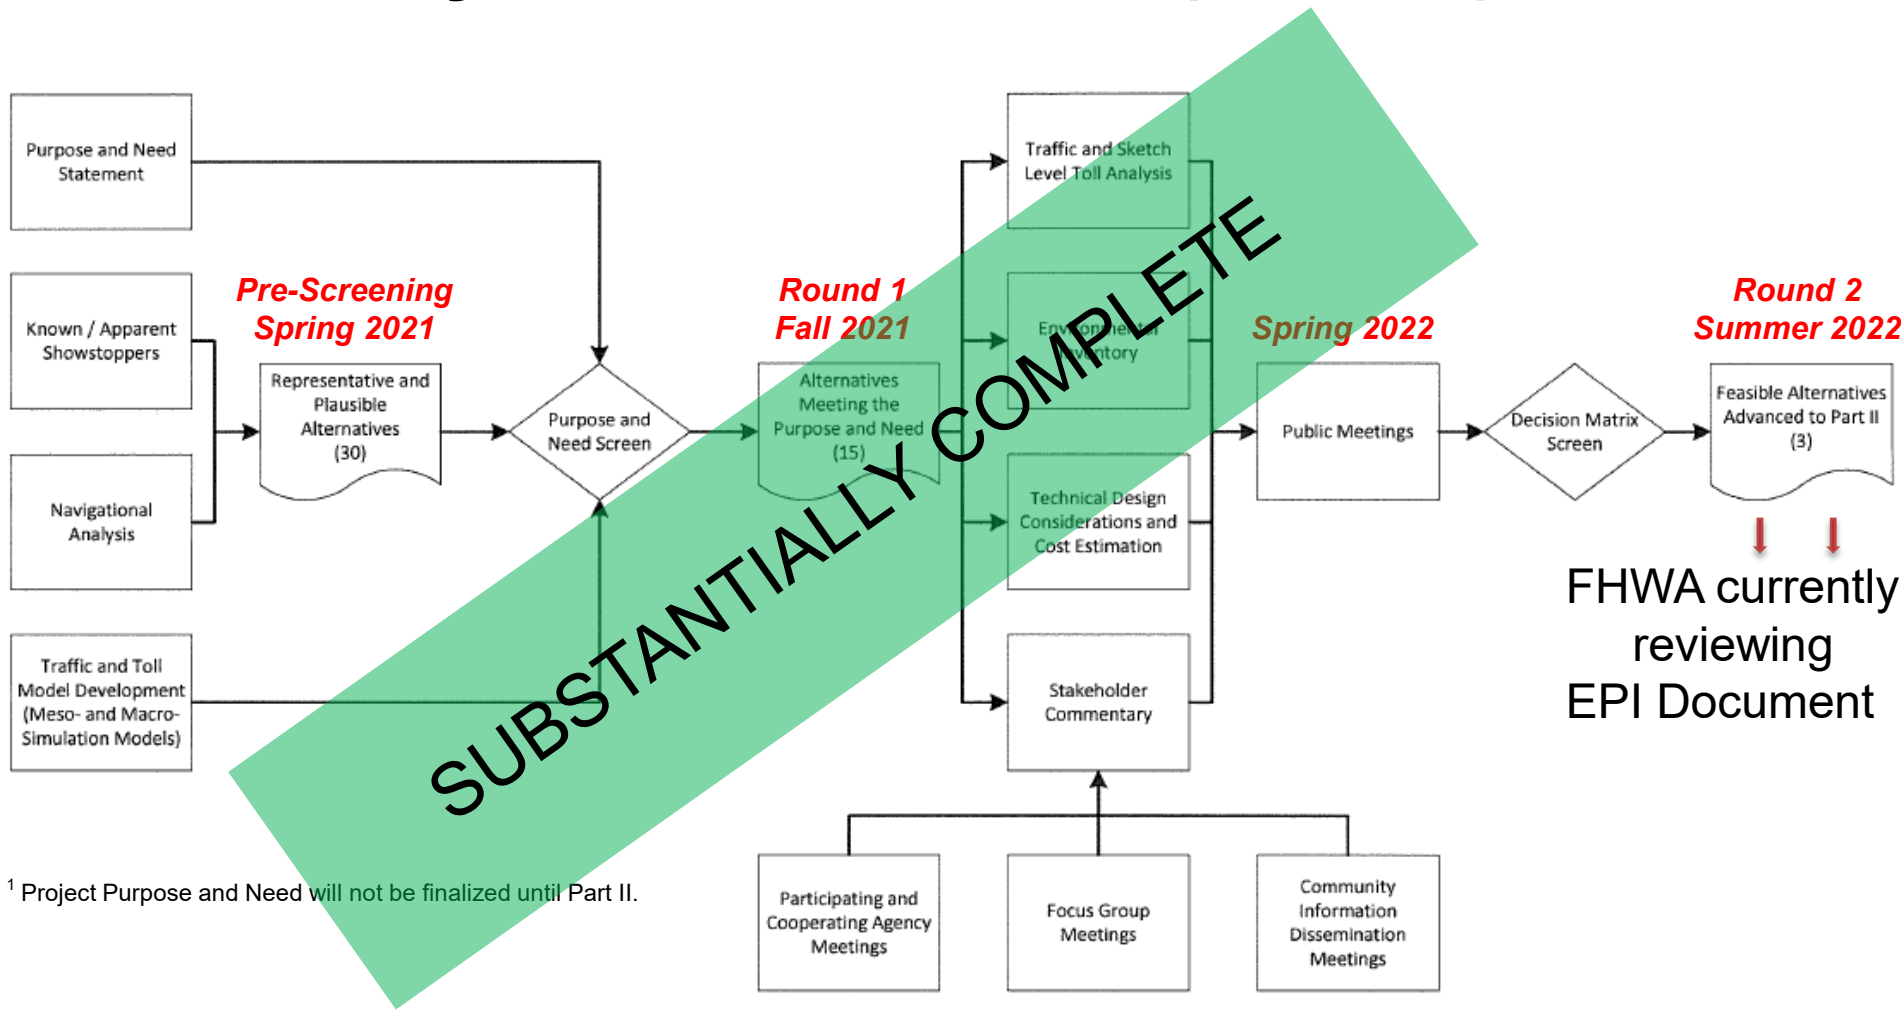 Purpose and Need
Statement
Known / Apparent
Showstoppers
Navigational
Analysis
Traffic and Toll
Model Development
(Meso- and Macro-
Simulation Models)
Pre-Screening
Spring 2021
Representative and
Plausible
Alternatives
(30)
Purpose and
Need Screen
Round 1
Fall 2021
Alternatives
Meeting the
Purpose and Need
(15)
Traffic and Sketch
Level Toll Analysis
Environmental
Inventory
Technical Design
Considerations and
Cost Estimation
Stakeholder
Commentary
Participating and
Cooperating Agency
Meetings
Focus Group
Meetings
Community
Information
Dissemination
Meetings
Spring 2022
Public Meetings
Decision Matrix
Screen
Round 2
Summer 2022
Feasible Alternatives
Advanced to Part II
(3)
FHWA currently
reviewing
EPI Document
SUBSTANTIALLY COMPLETE
1 Project Purpose and Need will not be finalized until Part II.